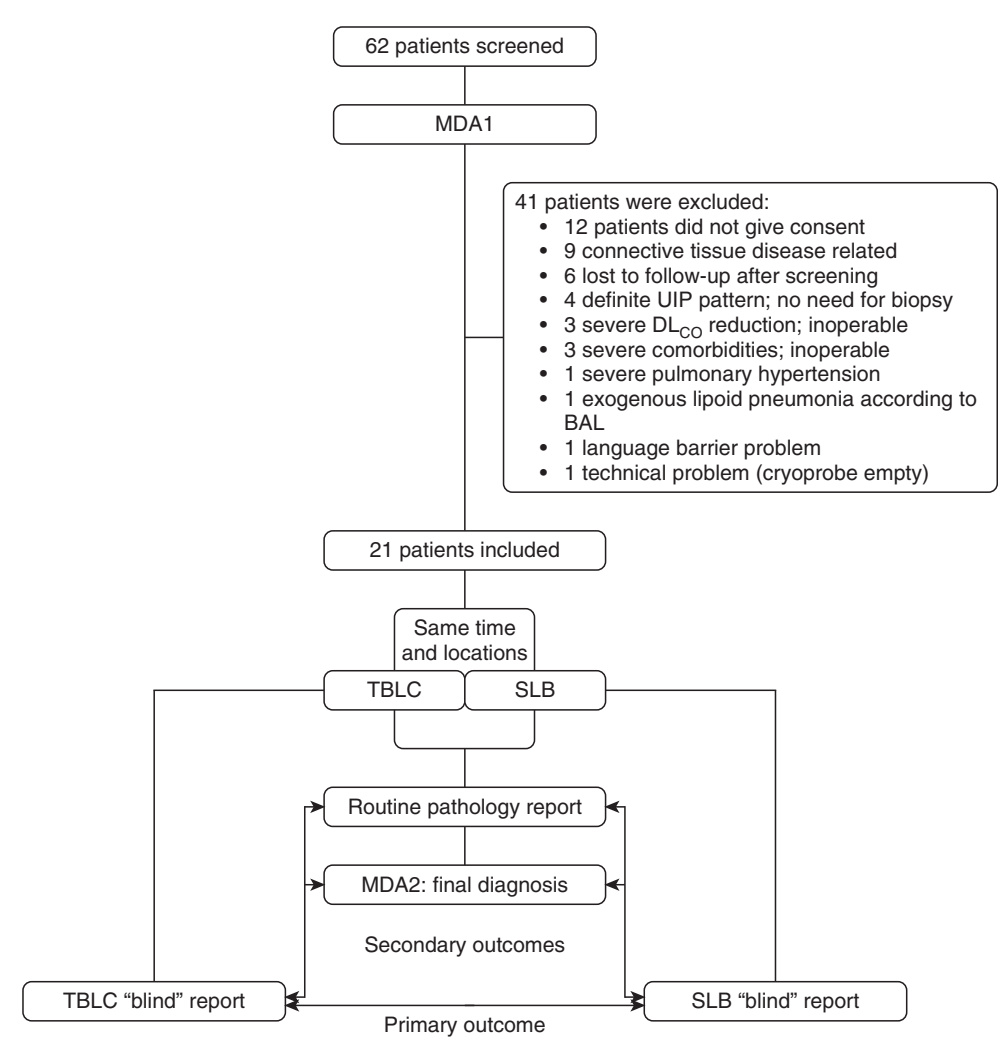 62 patients screened
MDA1
41 patients were excluded:
• 12 patients did not give consent
• 9 connective tissue disease related
• 6 lost to follow-up after screening
• 4 definite UIP pattern; no need for biopsy
• 3 severe DLCO reduction; inoperable
• 3 severe comorbidities; inoperable
• 1 severe pulmonary hypertension
• 1 exogenous lipoid pneumonia according to
BAL
• 1 language barrier problem
• 1 technical problem (cryoprobe empty)
21 patients included
Same time
and locations
TBLC
SLB
Routine pathology report
MDA2: final diagnosis
Secondary outcomes
TBLC “blind” report
SLB “blind” report
Primary outcome